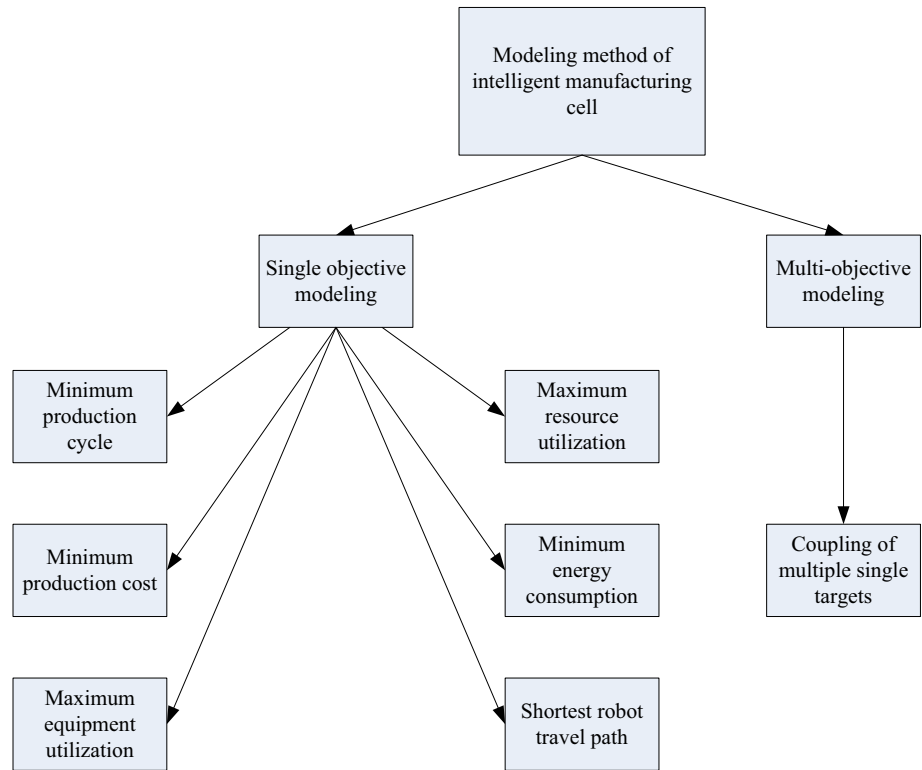 Modeling method of
intelligent manufacturing
cell
Single objective
modeling
Multi-objective
modeling
Minimum
production
cycle
Maximum
resource
utilization
Minimum
production cost
Minimum
energy
consumption
Coupling of
multiple single
targets
Maximum
equipment
utilization
Shortest robot
travel path